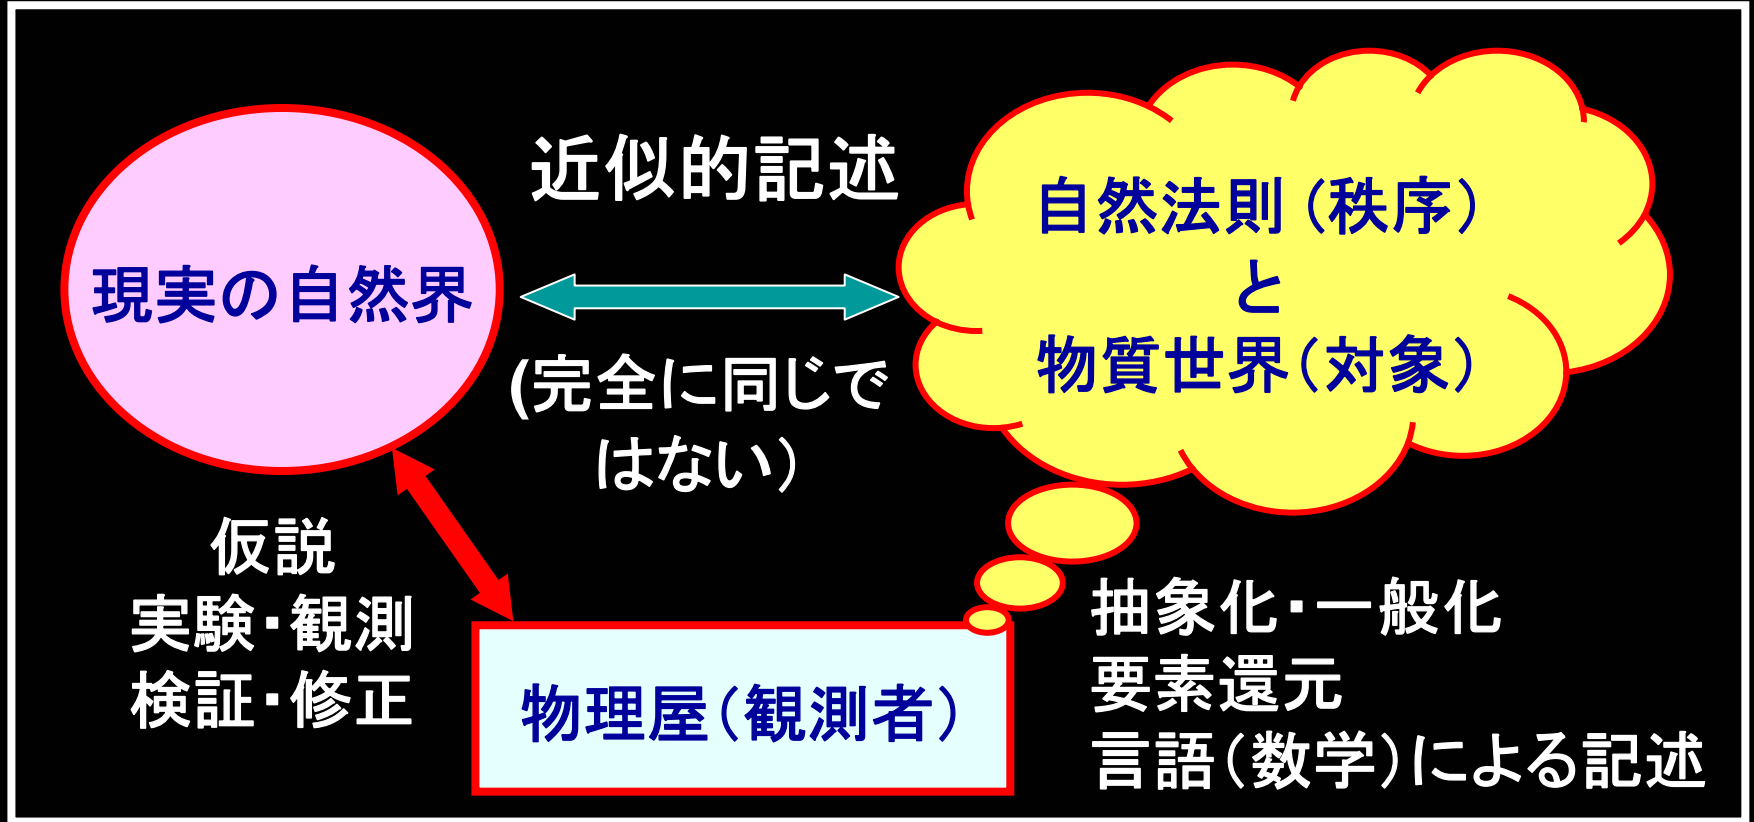 近似的記述
自然法則（秩序）
と
物質世界（対象）
現実の自然界
(完全に同じで
はない）
仮説
実験・観測
検証・修正
物理屋（観測者）
抽象化・一般化
要素還元
言語（数学）による記述